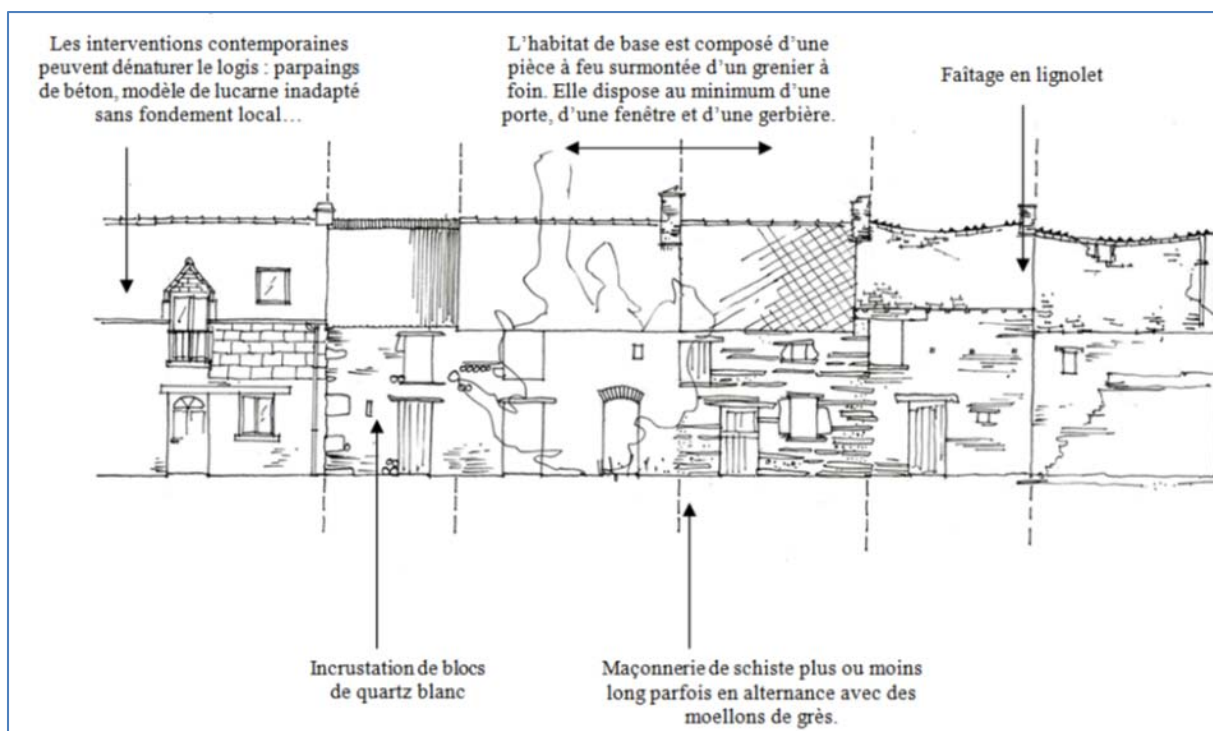 Les interventions contemporaines
peuvent dénaturer le logis : parpaings
de béton, modèle de lucarne inadapté
sans fondement local…
L’habitat de base est composé d’une
pièce à feu surmontée d’un grenier à
foin. Elle dispose au minimum d’une
porte, d’une fenêtre et d’une gerbière.
Faîtage en lignolet
Incrustation de blocs
de quartz blanc
Maçonnerie de schiste plus ou moins
long parfois en alternance avec des
moellons de grès.